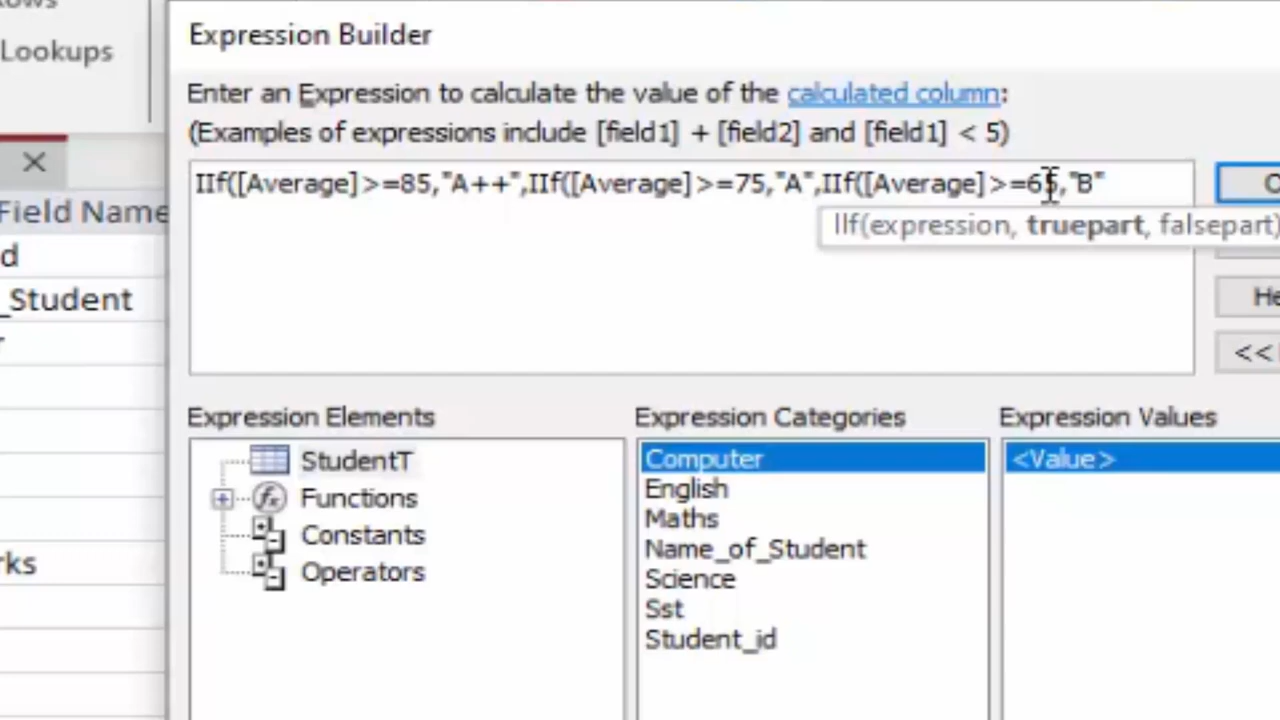 Lookups
Expression Builder
Enter an Expression to calculate the value of the calculated column:
(Examples of expressions include [field1] + [field2] and [field1] < 5)
IIf([Average]>=85,"A++",IIf([Average]>=75,"A",IIf([Average]>=65,"B"
IIf(expression, truepart, falsepart)
Field Name
d
_Student
r
rks
He
<<
Expression Elements
StudentT
Functions
Constants
Operators
Expression Categories
Computer
English
Maths
Name_of_Student
Science
Sst
Student_id
Expression Values
<Value>